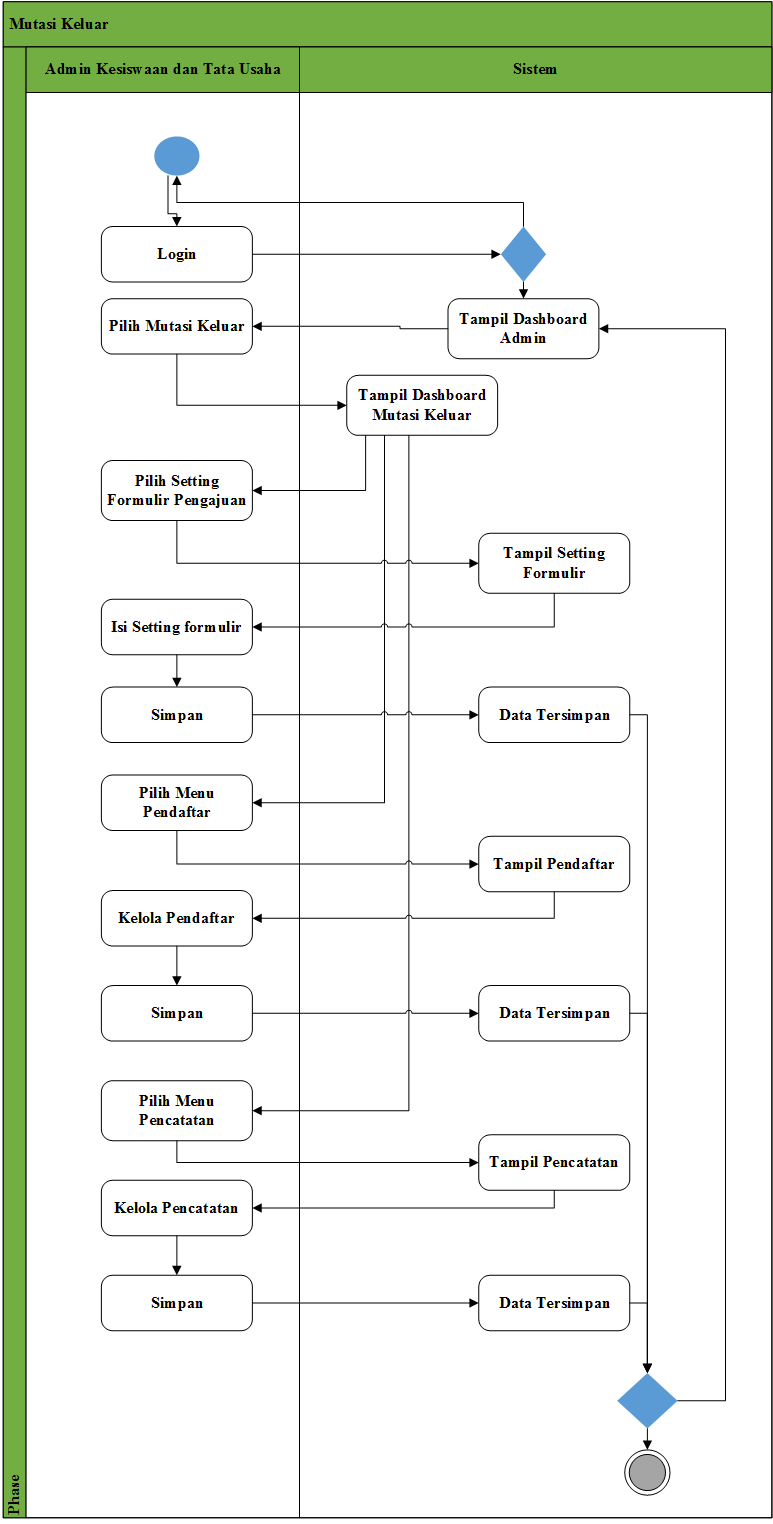 Mutasi Keluar
Admin Kesiswaan dan Tata Usaha
Sistem
Login
Pilih Mutasi Keluar
Tampil Dashboard
Admin
Tampil Dashboard
Mutasi Keluar
Pilih Setting
Formulir Pengajuan
Tampil Setting
Formulir
Isi Setting formulir
Simpan
Data Tersimpan
Pilih Menu
Pendaftar
Tampil Pendaftar
Kelola Pendaftar
Simpan
Data Tersimpan
Pilih Menu
Pencatatan
Tampil Pencatatan
Kelola Pencatatan
Simpan
Data Tersimpan
Phase